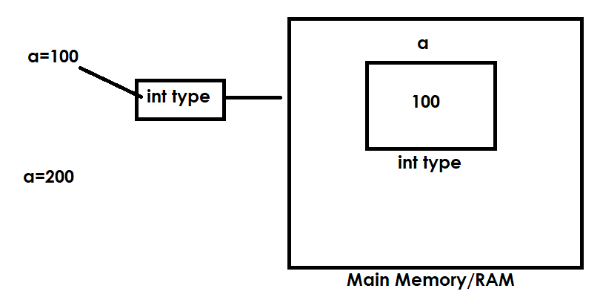 a=100
int type
a=200
a
100
int type
Main Memory/RAM